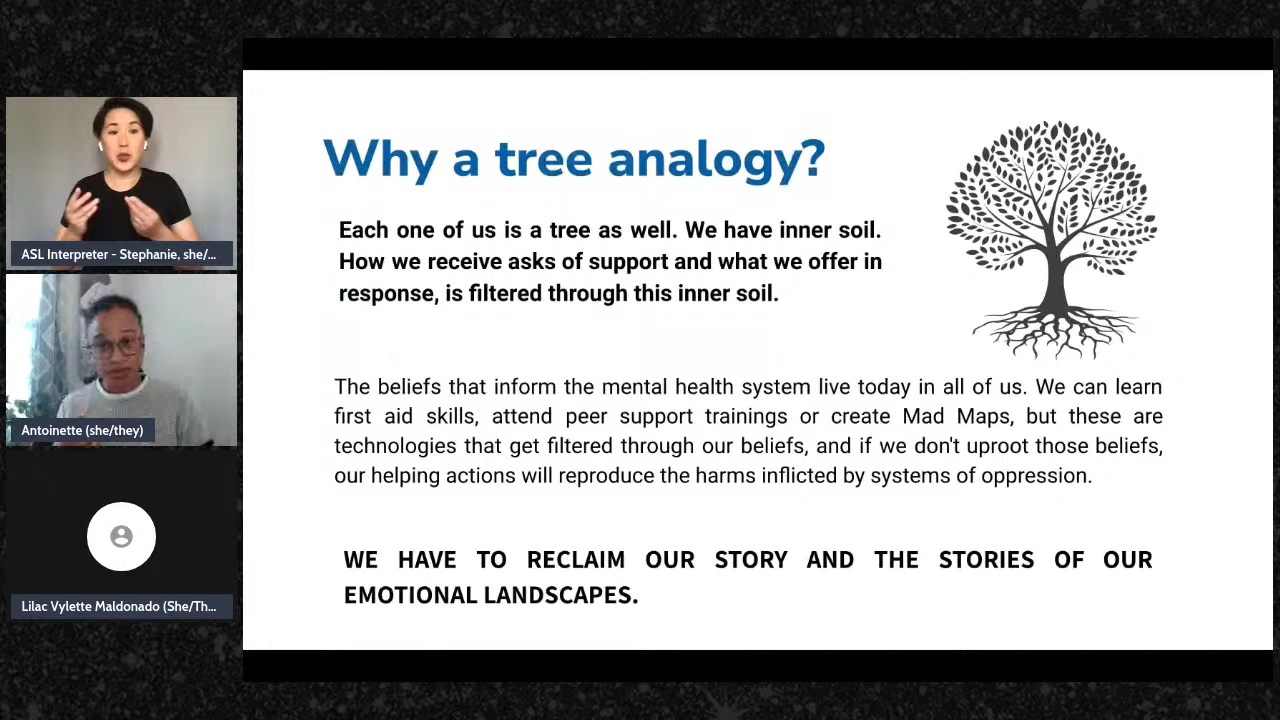 ASL Interpreter - Stephanie, she/...
Antoinette (she/they)
Lilac Vylette Maldonado (She/Th...
Why a tree analogy?
Each one of us is a tree as well. We have inner soil.
How we receive asks of support and what we offer in
response, is filtered through this inner soil.
The beliefs that inform the mental health system live today in all of us. We can learn
first aid skills, attend peer support trainings or create Mad Maps, but these are
technologies that get filtered through our beliefs, and if we don't uproot those beliefs,
our helping actions will reproduce the harms inflicted by systems of oppression.
WE HAVE TO RECLAIM OUR STORY AND THE STORIES OF OUR
EMOTIONAL LANDSCAPES.